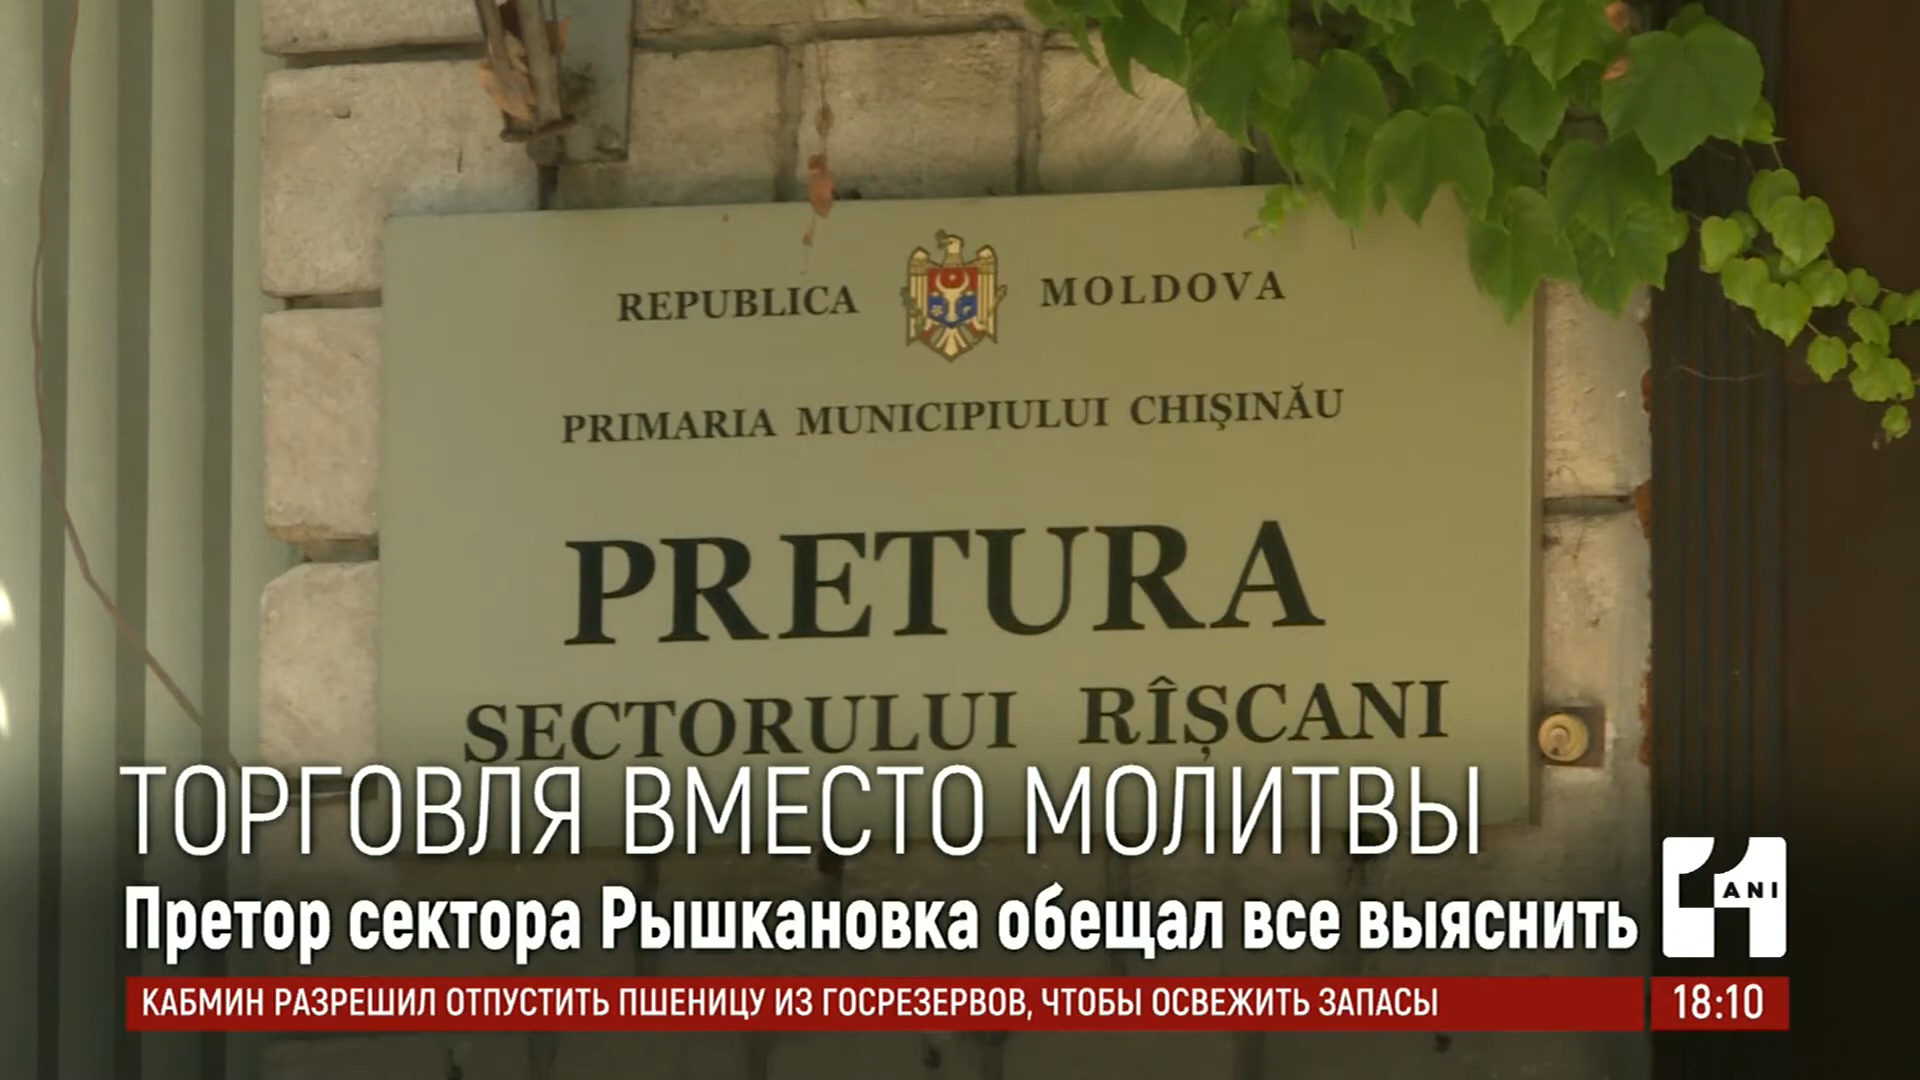 REPUBLICA MOLDOVA
PRIMARIA MUNICIPIULUI CHIŞINĂU
PRETURA
SECTORULUI RÎȘCANI
ТОРГОВЛЯ ВМЕСТО МОЛИТВЫ
Претор сектора Рышкановка обещал все выяснить
ANI
КАБМИН РАЗРЕШИЛ ОТПУСТИТЬ ПШЕНИЦУ ИЗ ГОСРЕЗЕРВОВ, ЧТОБЫ ОСВЕЖИТЬ ЗАПАСЫ
18:10